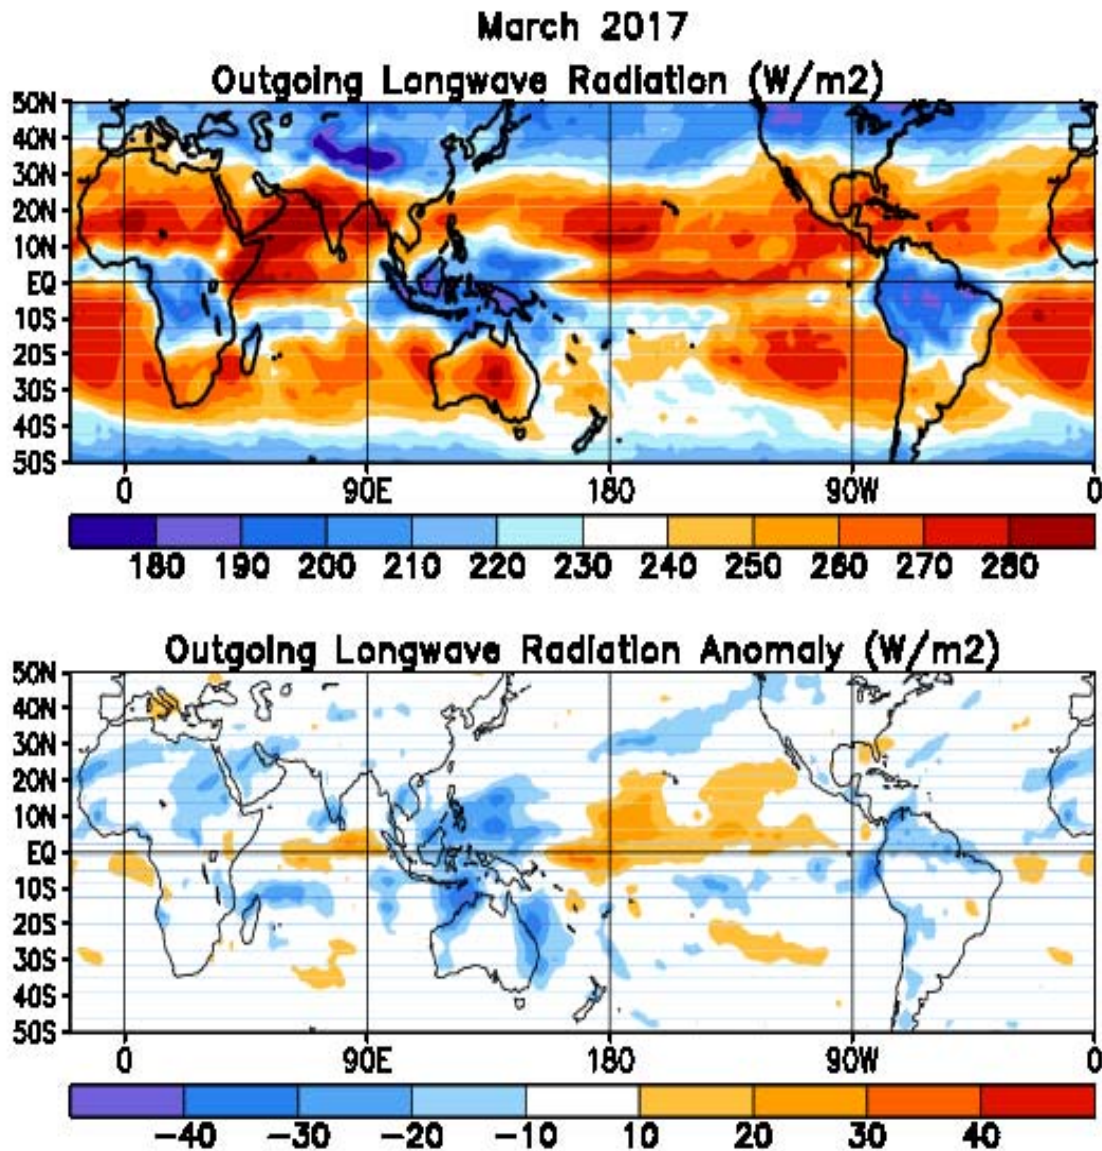 March 2017
Outgoing Longwave Radiation (W/m2)
50N
40N
30N
20N
10N
EQ
10S
20S
30S
40S
50S
0 90E 180 90W 0
180 190 200 210 220 230 240 250 260 270 280
Outgoing Longwave Radiation Anomaly (W/m2)
50N
40N
30N
20N
10N
EQ
10S
20S
30S
40S
50S
0 90E 180 90W 0
−40 −30 −20 −10 10 20 30 40